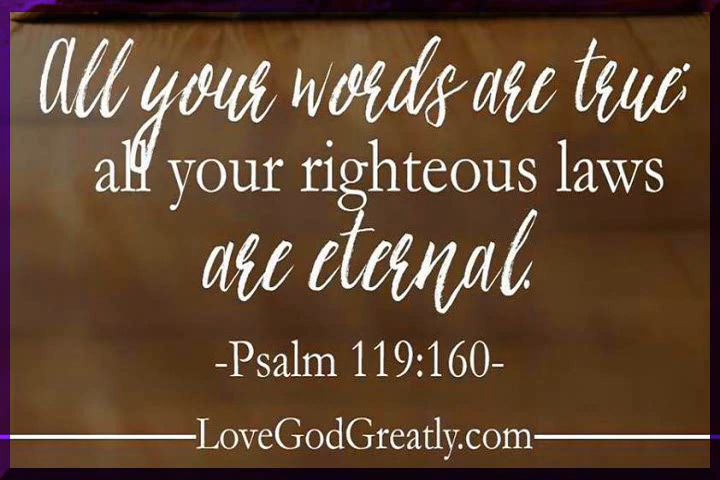 All your words are true;
all your righteous laws
are eternal.
-Psalm 119:160-
LoveGodGreatly.com